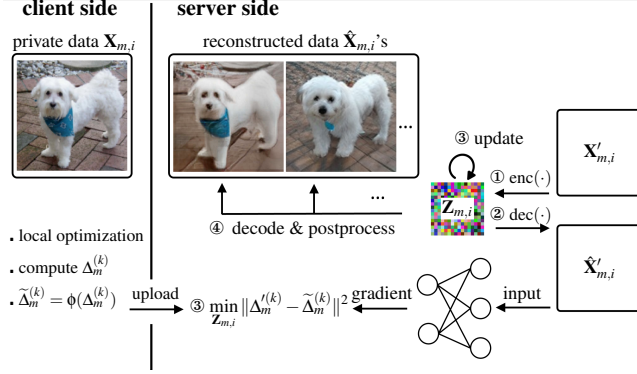 client side
server side
private data X_{m,i}
reconstructed data X̂_{m,i}'s
...
③ update
X′_{m,i}
① enc(·)
Z_{m,i}
② dec(·)
...
④ decode & postprocess
X̂′_{m,i}
. local optimization
. compute Δ_m^{(k)}
. Δ̃_m^{(k)} = ϕ(Δ_m^{(k)})
upload
③ min_{Z_{m,i}} ‖Δ′_m^{(k)} − Δ̃_m^{(k)}‖²
gradient
input